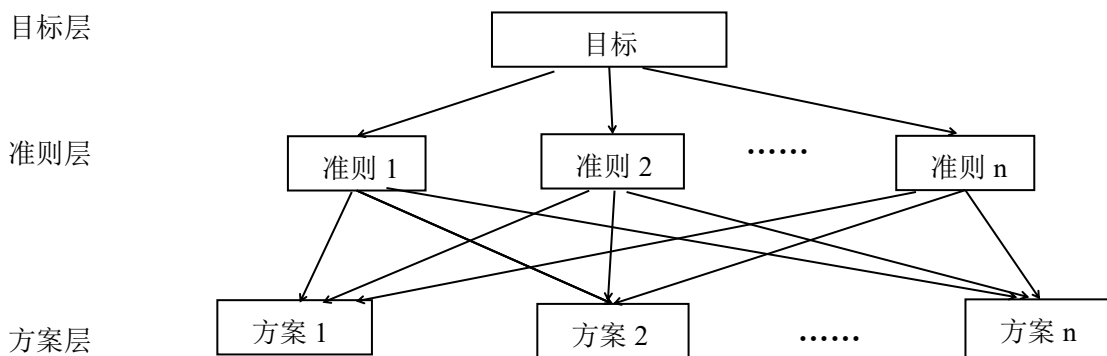 目标层
目标
准则层
准则 1
准则 2
……
准则 n
方案层
方案 1
方案 2
……
方案 n